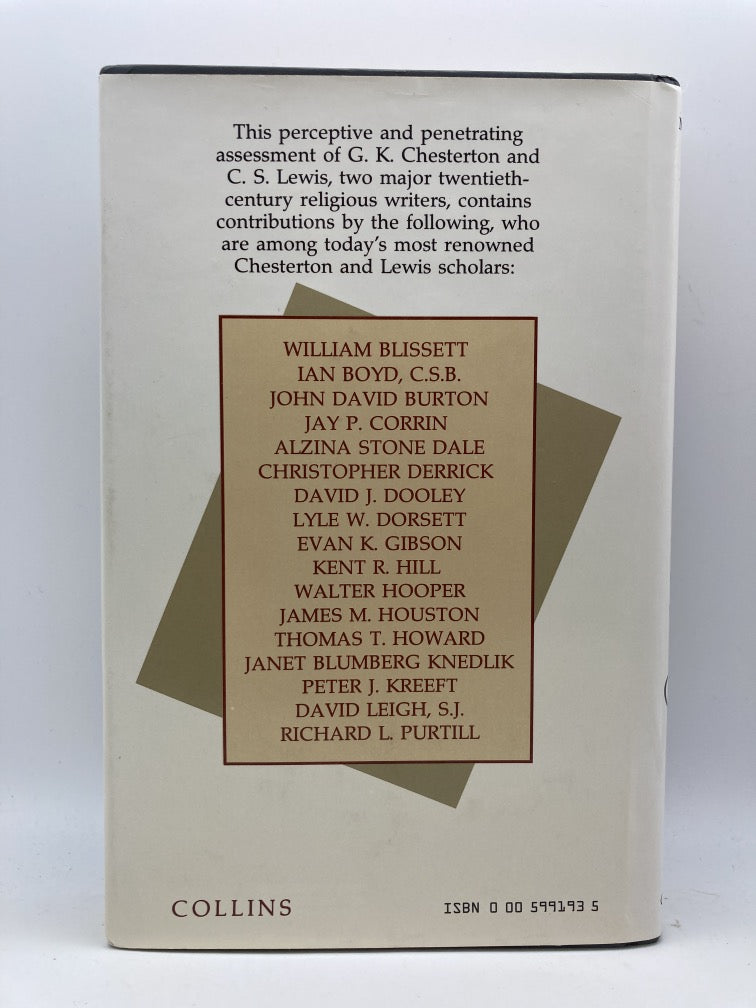 This perceptive and penetrating
assessment of G. K. Chesterton and
C. S. Lewis, two major twentieth-
century religious writers, contains
contributions by the following, who
are among today's most renowned
Chesterton and Lewis scholars:
WILLIAM BLISSETT
IAN BOYD, C.S.B.
JOHN DAVID BURTON
JAY P. CORRIN
ALZINA STONE DALE
CHRISTOPHER DERRICK
DAVID J. DOOLEY
LYLE W. DORSETT
EVAN K. GIBSON
KENT R. HILL
WALTER HOOPER
JAMES M. HOUSTON
THOMAS T. HOWARD
JANET BLUMBERG KNEDLIK
PETER J. KREEFT
DAVID LEIGH, S.J.
RICHARD L. PURTILL
COLLINS
ISBN 0 00 599193 5